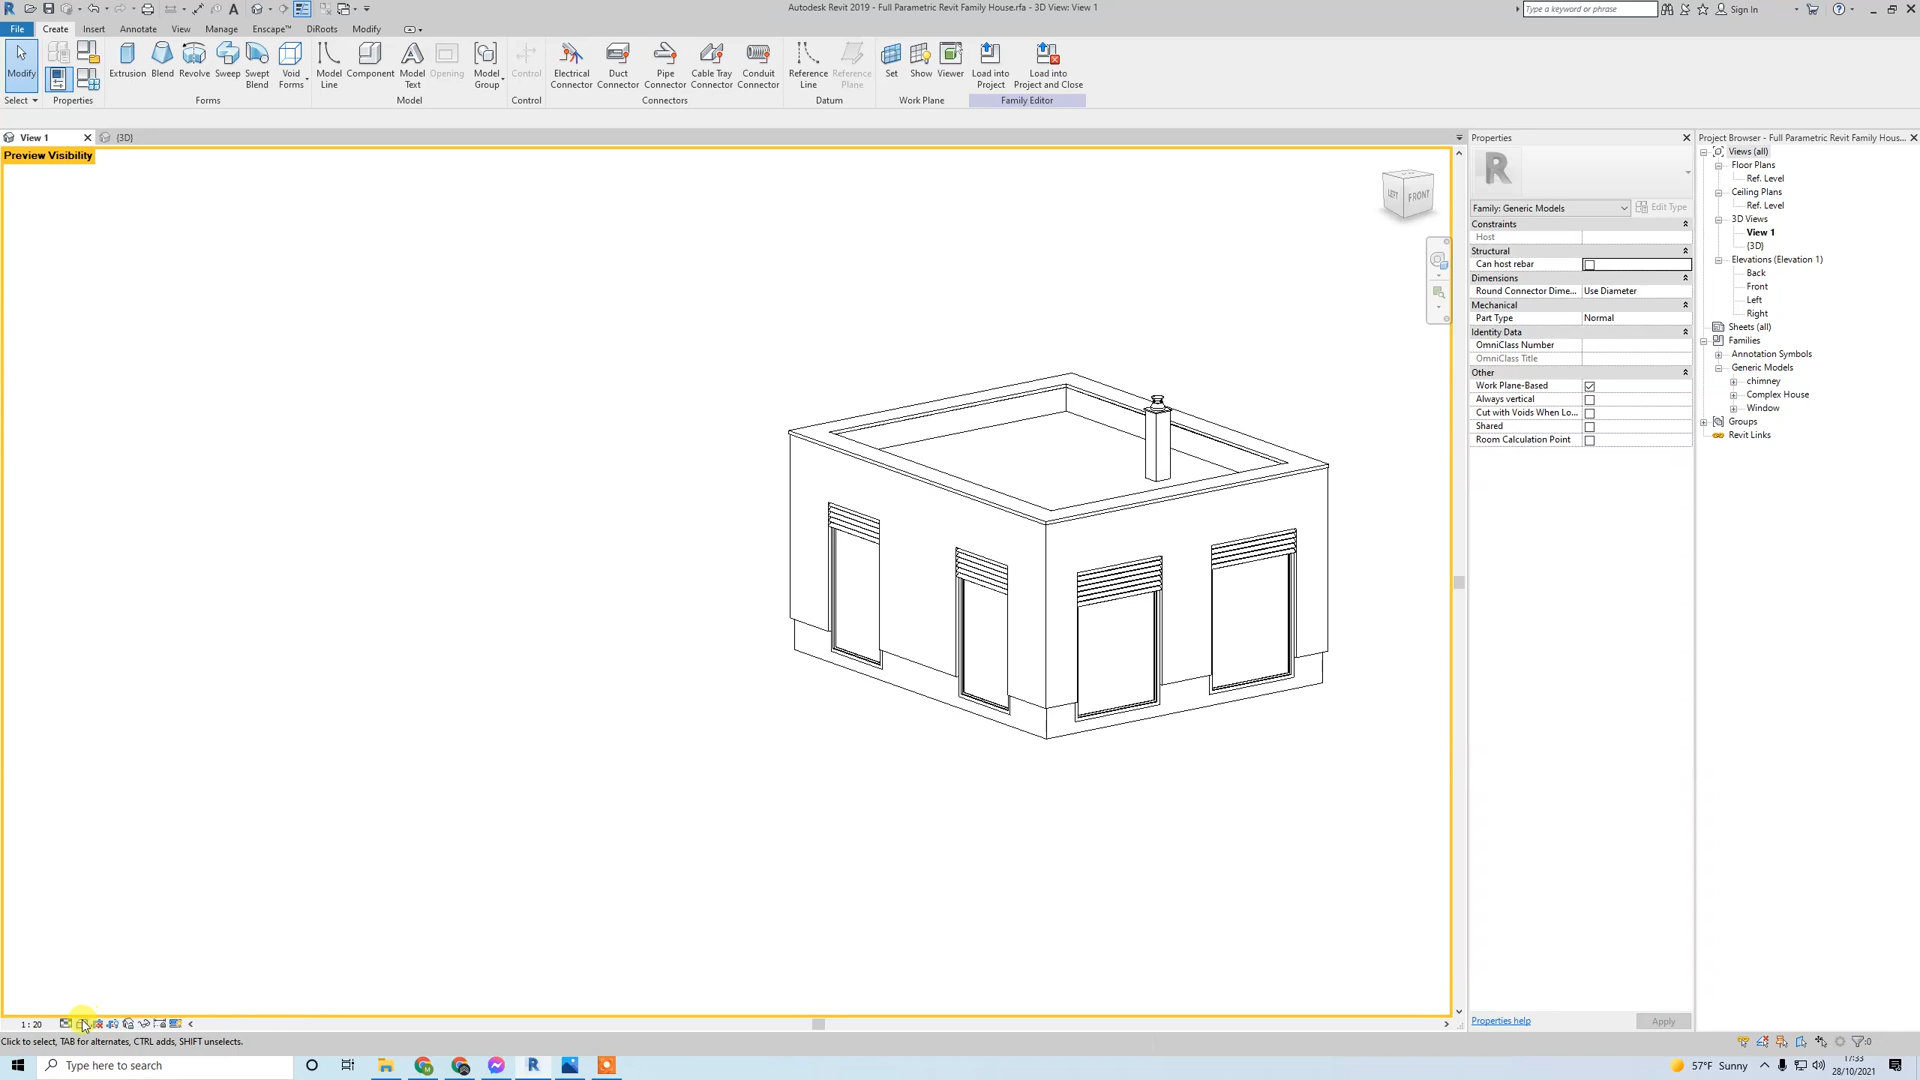 Autodesk Revit 2019 - Full Parametric Revit Family House.rfa - 3D View: View 1
Type a keyword or phrase
Sign In
File Create Insert Annotate View Manage Enscape™ DiRoots Modify
Modify Extrusion Blend Revolve Sweep Swept Blend Void Forms Model Line Component Model Text Opening Model Group Control Electrical Connector Duct Connector Pipe Connector Cable Tray Connector Conduit Connector Reference Line Reference Plane Set Show Viewer Load into Project Load into Project and Close
Select Properties Forms Model Control Connectors Datum Work Plane Family Editor
View 1 {3D}
Preview Visibility
LEFT FRONT
Properties
Family: Generic Models Edit Type
Constraints
Host
Structural
Can host rebar
Dimensions
Round Connector Dime... Use Diameter
Mechanical
Part Type Normal
Identity Data
OmniClass Number
OmniClass Title
Other
Work Plane-Based
Always vertical
Cut with Voids When Lo...
Shared
Room Calculation Point
Properties help Apply
Project Browser - Full Parametric Revit Family Hous...
Views (all)
Floor Plans
Ref. Level
Ceiling Plans
Ref. Level
3D Views
View 1
{3D}
Elevations (Elevation 1)
Back
Front
Left
Right
Sheets (all)
Families
Annotation Symbols
Generic Models
chimney
Complex House
Window
Groups
Revit Links
1 : 20
Click to select, TAB for alternates, CTRL adds, SHIFT unselects.
:0
Type here to search
57°F Sunny
17:33
28/10/2021